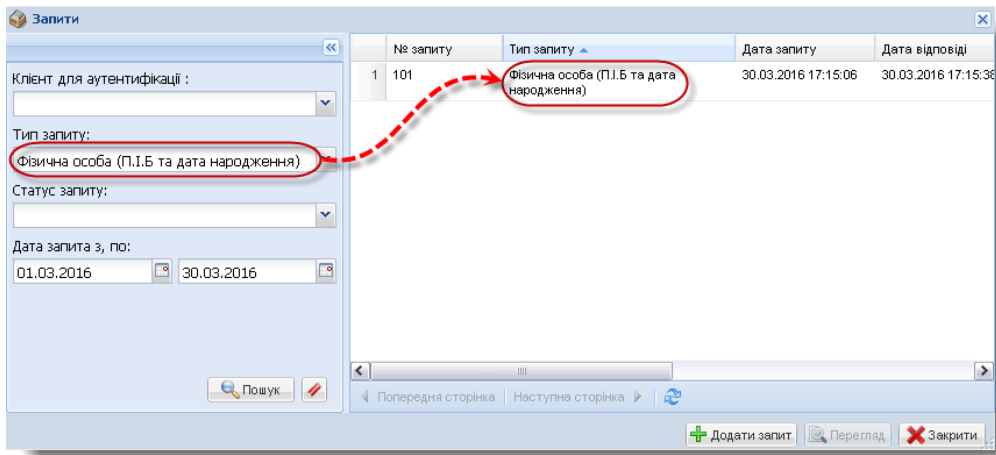 Запити
Клієнт для аутентифікації :
Тип запиту:
Фізична особа (П.І.Б та дата народження)
Статус запиту:
Дата запита з, по:
01.03.2016 30.03.2016
Пошук
№ запиту Тип запиту Дата запиту Дата відповіді
1 101 Фізична особа (П.І.Б та дата 30.03.2016 17:15:06 30.03.2016 17:15:38
народження)
Попередня сторінка Наступна сторінка
Додати запит Перегляд Закрити